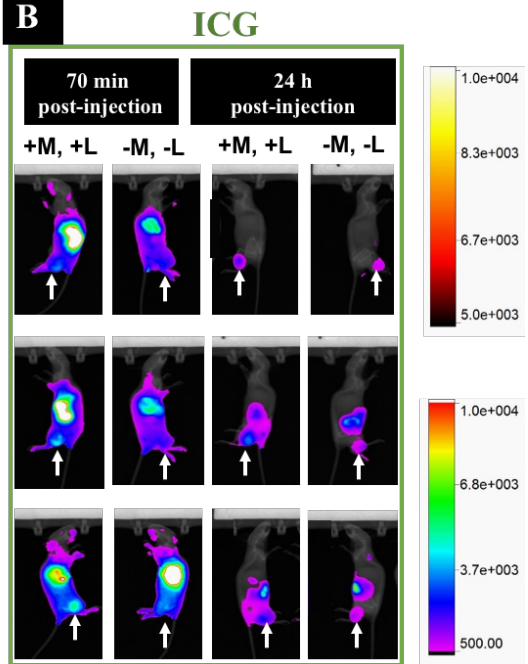 B
ICG
70 min
post-injection
24 h
post-injection
+M, +L
-M, -L
+M, +L
-M, -L
1.0e+004
8.3e+003
6.7e+003
5.0e+003
1.0e+004
6.8e+003
3.7e+003
500.00